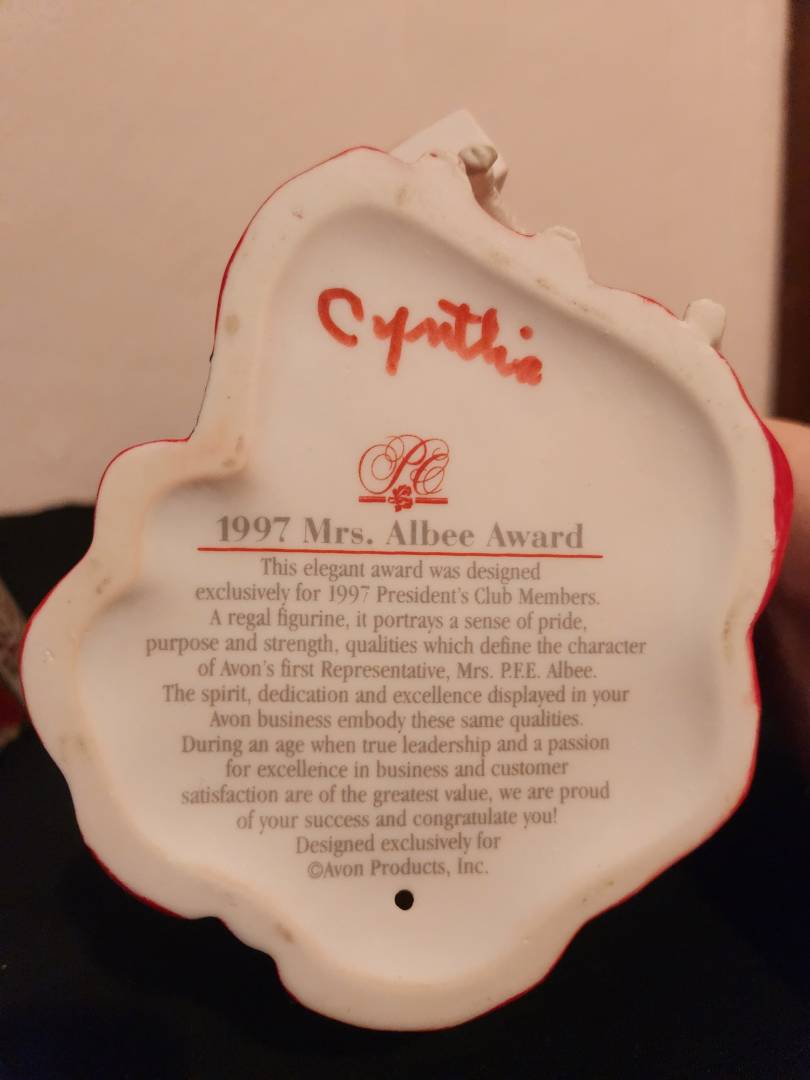 Cynthia
PC
1997 Mrs. Albee Award
This elegant award was designed
exclusively for 1997 President's Club Members.
A regal figurine, it portrays a sense of pride,
purpose and strength, qualities which define the character
of Avon's first Representative, Mrs. P.F.E. Albee.
The spirit, dedication and excellence displayed in your
Avon business embody these same qualities.
During an age when true leadership and a passion
for excellence in business and customer
satisfaction are of the greatest value, we are proud
of your success and congratulate you!
Designed exclusively for
©Avon Products, Inc.